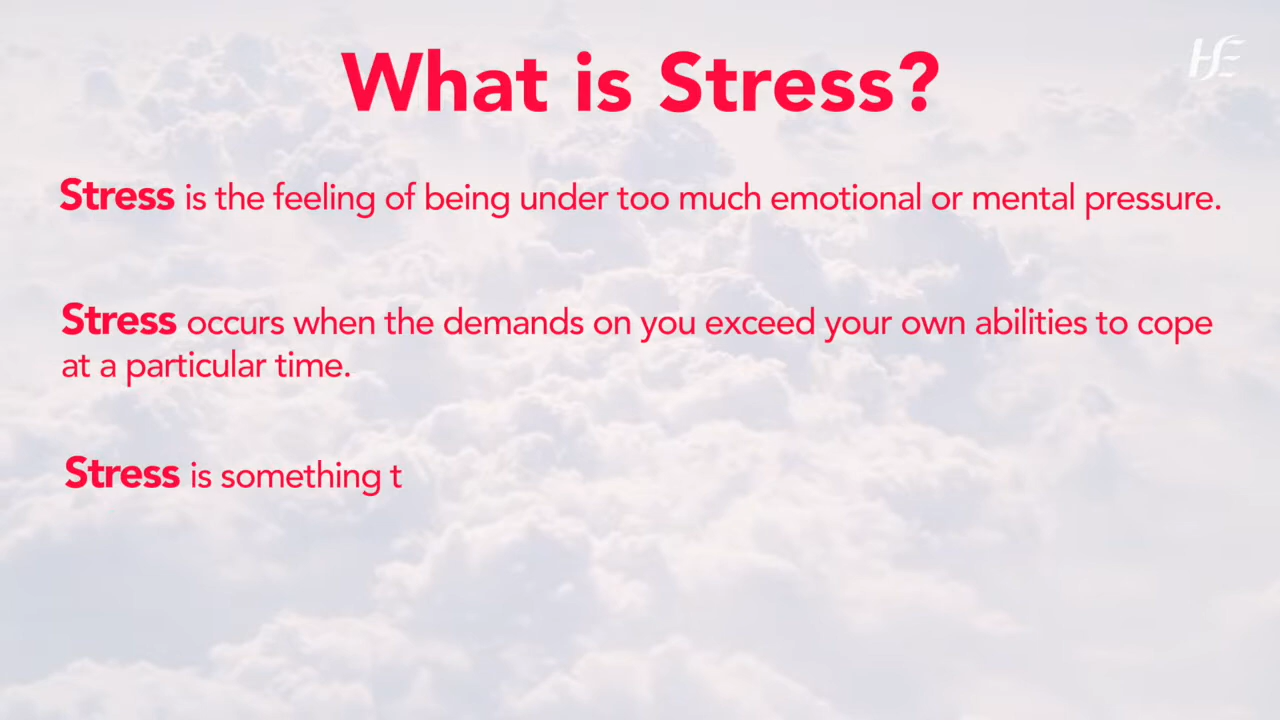 What is Stress?
HSE
Stress is the feeling of being under too much emotional or mental pressure.
Stress occurs when the demands on you exceed your own abilities to cope
at a particular time.
Stress is something t